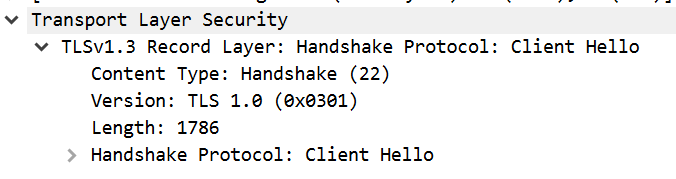 Transport Layer Security
TLSv1.3 Record Layer: Handshake Protocol: Client Hello
Content Type: Handshake (22)
Version: TLS 1.0 (0x0301)
Length: 1786
Handshake Protocol: Client Hello